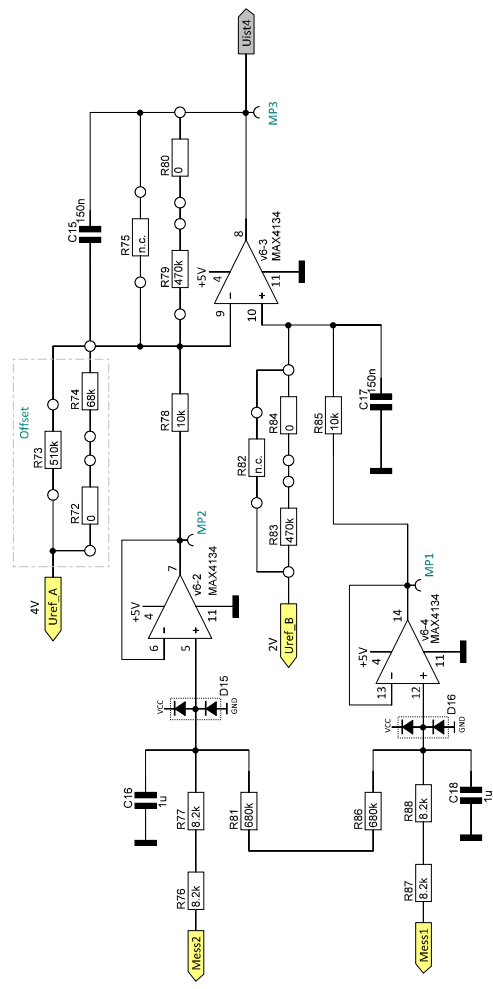 Mess2
R76
8.2k
R77
8.2k
C16
1u
R81
680k
VCC
GND
D15
+5V
4
6
5
7
11
v6-2
MAX4134
MP2
R78
10k
Mess1
R87
8.2k
R88
8.2k
C18
1u
R86
680k
VCC
GND
D16
+5V
4
13
12
14
11
v6-4
MAX4134
MP1
R85
10k
C17
150n
4V
Uref_A
Offset
R72
0
R73
510k
R74
68k
2V
Uref_B
R83
470k
R82
n.c.
R84
0
C15
150n
R75
n.c.
R79
470k
R80
0
+5V
4
9
10
8
11
v6-3
MAX4134
MP3
Uist4